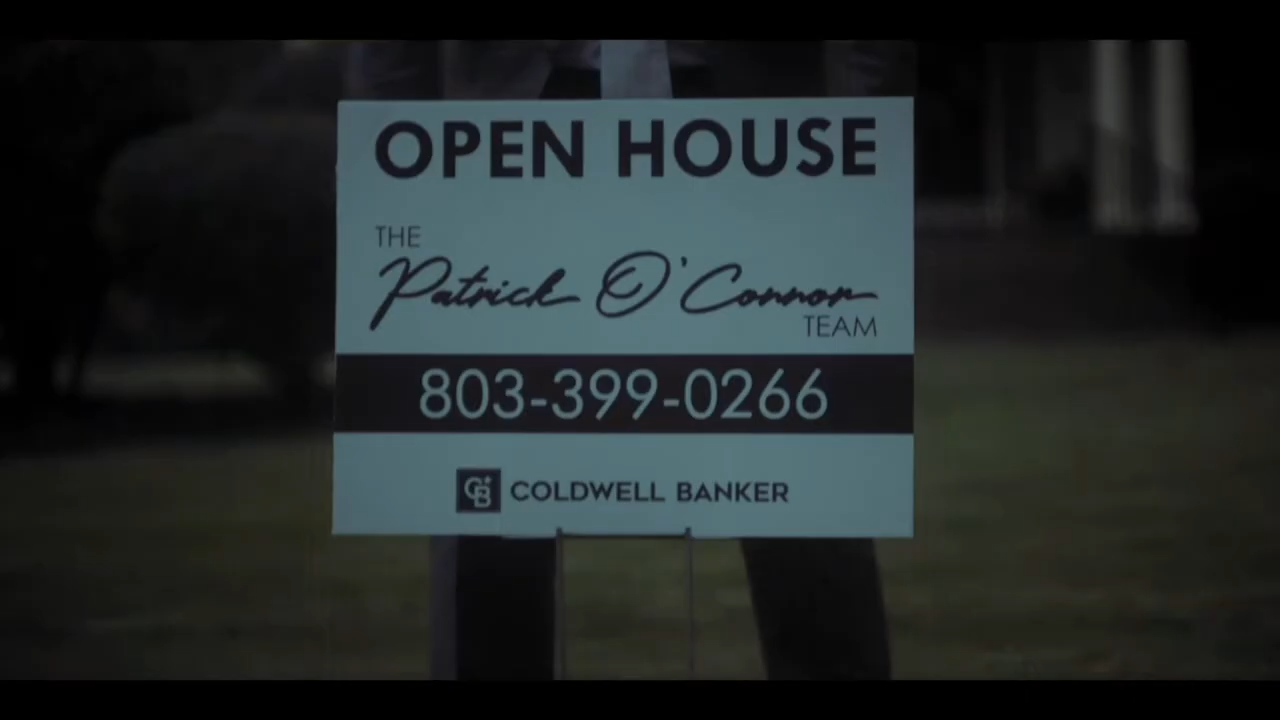 OPEN HOUSE
THE
Patrick O'Connor
TEAM
803-399-0266
CB COLDWELL BANKER